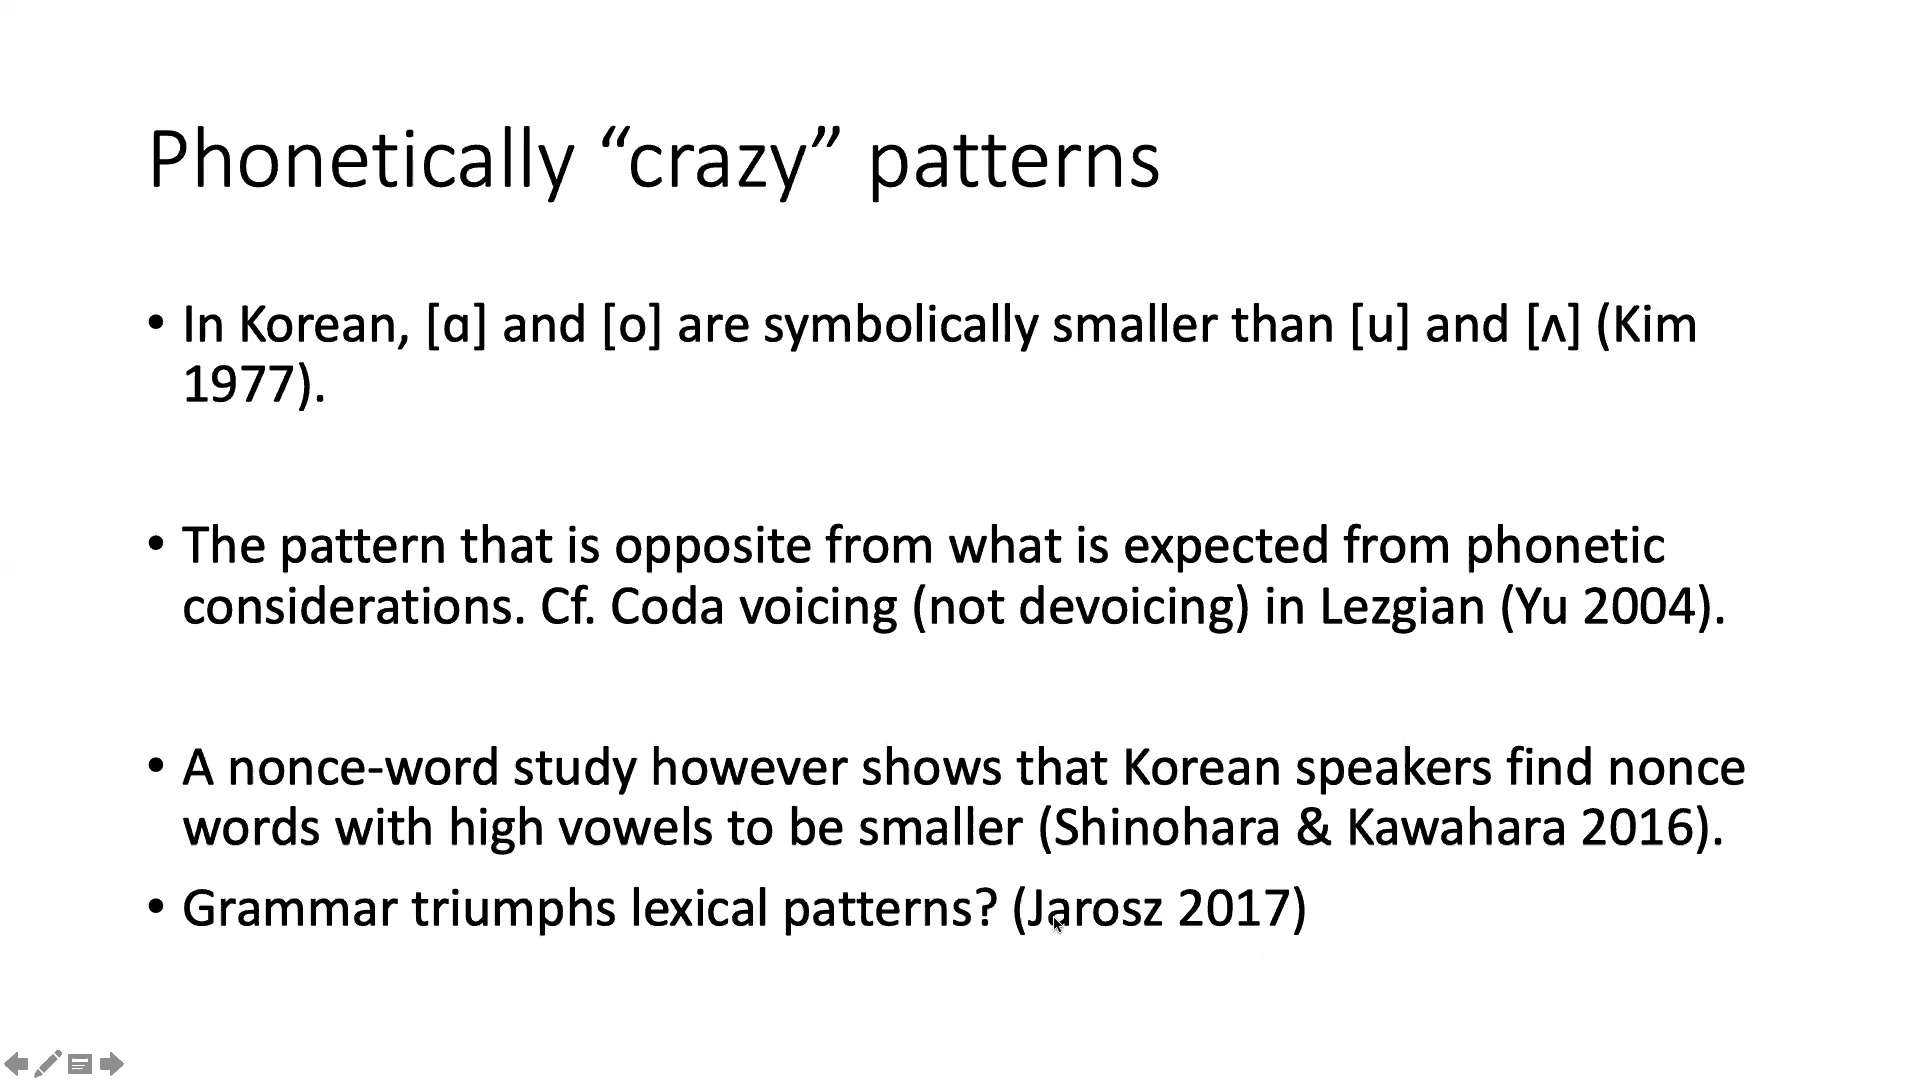 Phonetically “crazy” patterns
• In Korean, [ɑ] and [o] are symbolically smaller than [u] and [ʌ] (Kim
1977).
• The pattern that is opposite from what is expected from phonetic
considerations. Cf. Coda voicing (not devoicing) in Lezgian (Yu 2004).
• A nonce-word study however shows that Korean speakers find nonce
words with high vowels to be smaller (Shinohara & Kawahara 2016).
• Grammar triumphs lexical patterns? (Jarosz 2017)